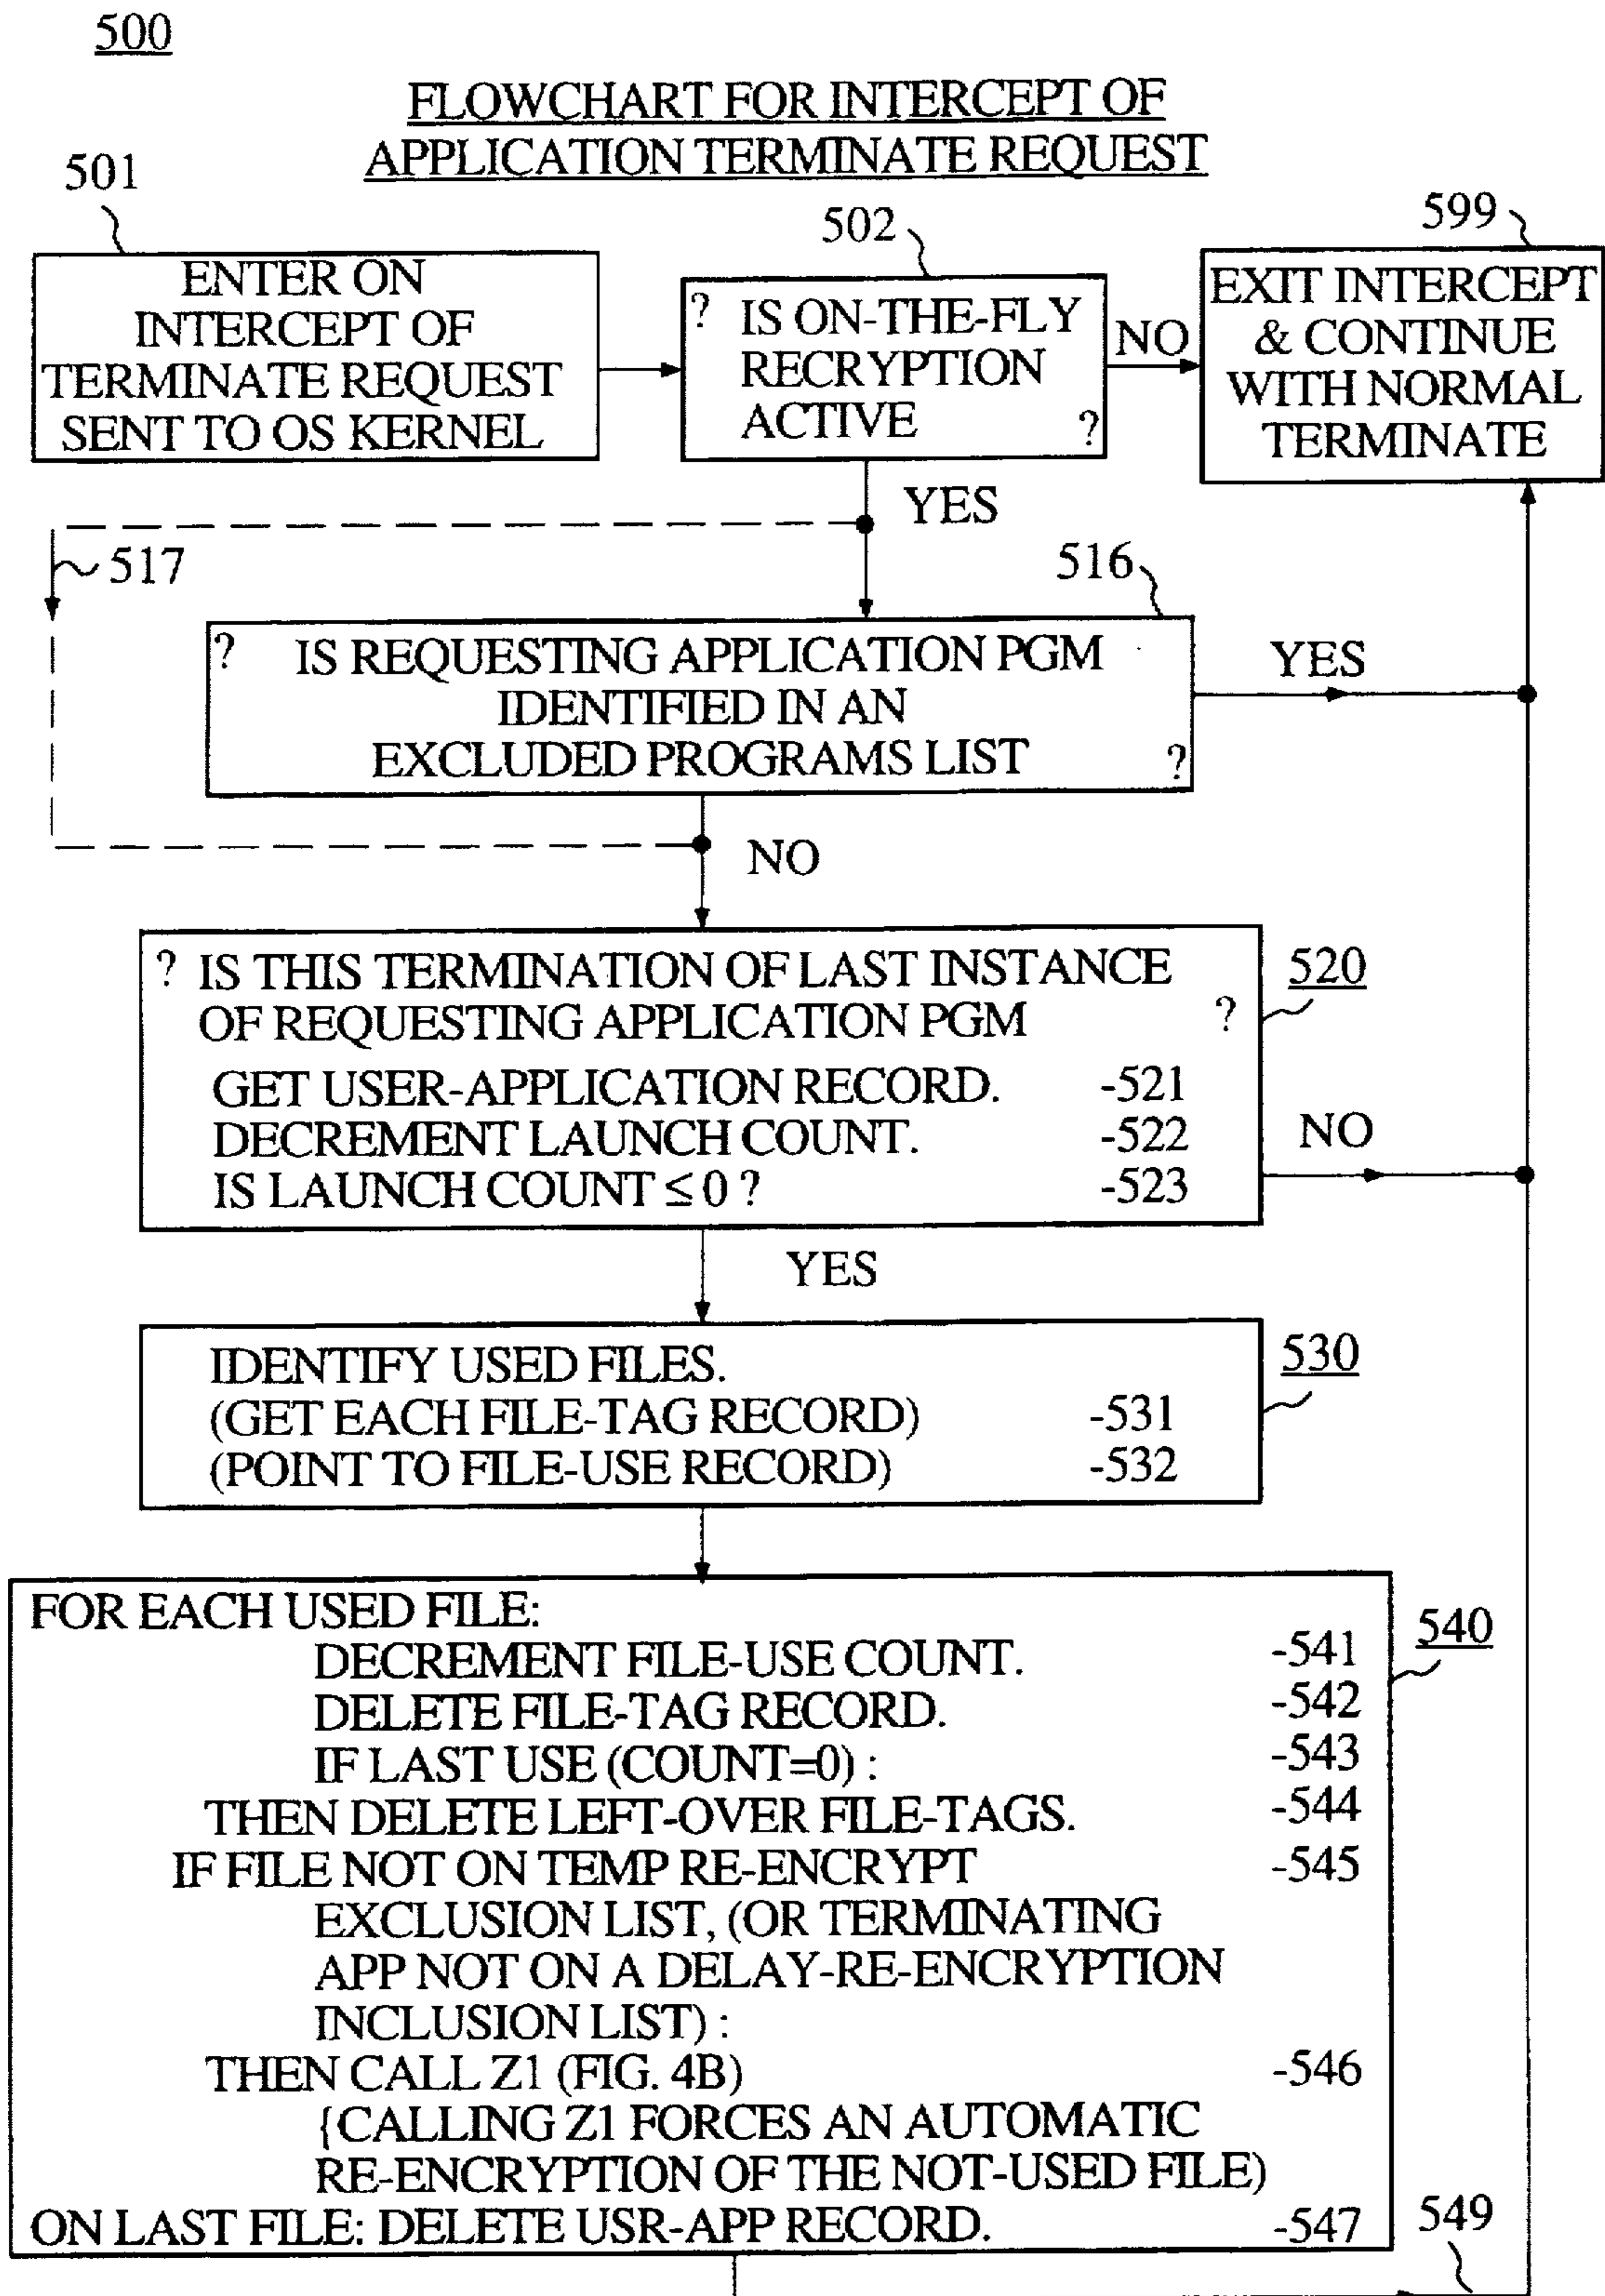 500
FLOWCHART FOR INTERCEPT OF
APPLICATION TERMINATE REQUEST
501
ENTER ON
INTERCEPT OF
TERMINATE REQUEST
SENT TO OS KERNEL
502
? IS ON-THE-FLY
RECRYPTION
ACTIVE ?
NO
599
EXIT INTERCEPT
& CONTINUE
WITH NORMAL
TERMINATE
YES
517
516
? IS REQUESTING APPLICATION PGM
IDENTIFIED IN AN
EXCLUDED PROGRAMS LIST ?
YES
NO
? IS THIS TERMINATION OF LAST INSTANCE
OF REQUESTING APPLICATION PGM ?
GET USER-APPLICATION RECORD. -521
DECREMENT LAUNCH COUNT. -522
IS LAUNCH COUNT ≤ 0 ? -523
520
NO
YES
IDENTIFY USED FILES.
(GET EACH FILE-TAG RECORD) -531
(POINT TO FILE-USE RECORD) -532
530
FOR EACH USED FILE:
DECREMENT FILE-USE COUNT. -541
DELETE FILE-TAG RECORD. -542
IF LAST USE (COUNT=0) : -543
THEN DELETE LEFT-OVER FILE-TAGS. -544
IF FILE NOT ON TEMP RE-ENCRYPT -545
EXCLUSION LIST, (OR TERMINATING
APP NOT ON A DELAY-RE-ENCRYPTION
INCLUSION LIST) :
THEN CALL Z1 (FIG. 4B) -546
{CALLING Z1 FORCES AN AUTOMATIC
RE-ENCRYPTION OF THE NOT-USED FILE)
ON LAST FILE: DELETE USR-APP RECORD. -547
540
549